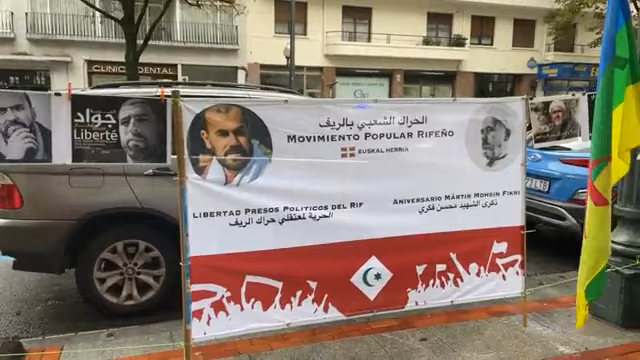 CLINICA DENTAL
جواد
Liberté
الحراك الشعبي بالريف
MOVIMIENTO POPULAR RIFEÑO
EUSKAL HERRIA
LIBERTAD PRESOS POLITICOS DEL RIF
الحرية لمعتقلي حراك الريف
ANIVERSARIO MÁRTIR MOHSIN FIKRI
ذكرى الشهيد محسن فكري